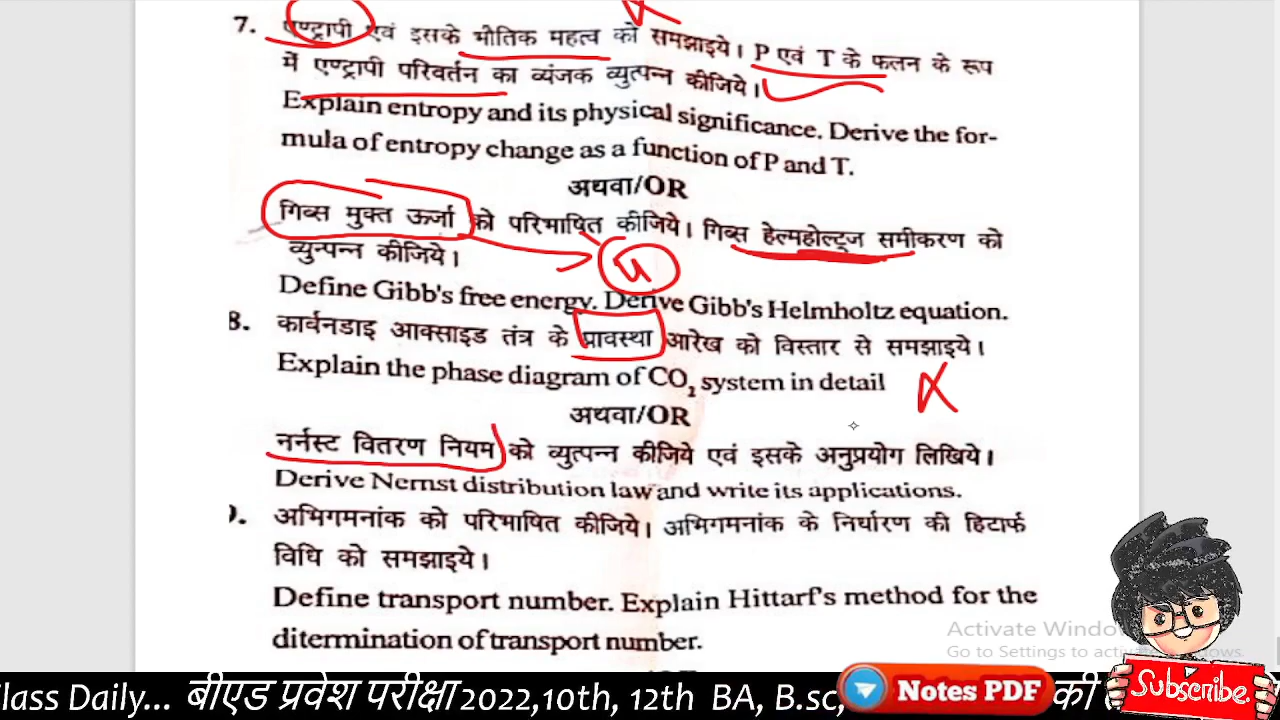 7. एण्ट्रापी एवं इसके भौतिक महत्व को समझाइये। P एवं T के फलन के रूप
में एण्ट्रापी परिवर्तन का व्यंजक व्युत्पन्न कीजिये।
Explain entropy and its physical significance. Derive the for-
mula of entropy change as a function of P and T.
अथवा/OR
गिब्स मुक्त ऊर्जा को परिभाषित कीजिये। गिब्स हेल्महोल्ट्ज समीकरण को
व्युन्पन्न कीजिये।
Define Gibb's free energy. Derive Gibb's Helmholtz equation.
8. कार्वनडाइ आक्साइड तंत्र के प्रावस्था आरेख को विस्तार से समझाइये।
Explain the phase diagram of CO₂ system in detail
अथवा/OR
नर्नस्ट वितरण नियम को व्युत्पन्न कीजिये एवं इसके अनुप्रयोग लिखिये।
Derive Nernst distribution law and write its applications.
अभिगमनांक को परिभाषित कीजिये। अभिगमनांक के निर्धारण की हिटार्फ
विधि को समझाइये।
Define transport number. Explain Hittarf's method for the
ditermination of transport number.
Activate Windo
Go to Settings to activ
lass Daily... बीएड प्रवेश परीक्षा 2022,10th, 12th BA, B.sc, Notes PDF की
Subscribe